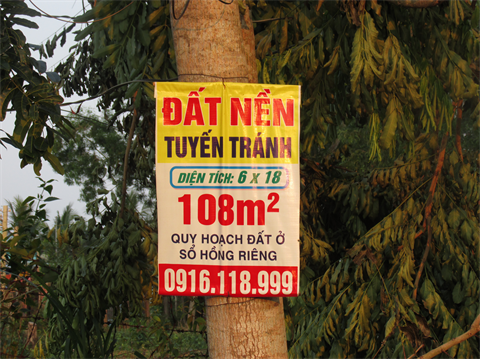 ĐẤT NỀN
TUYẾN TRÁNH
DIỆN TÍCH: 6 X 18
108m²
QUY HOẠCH ĐẤT Ở
SỔ HỒNG RIÊNG
0916.118.999